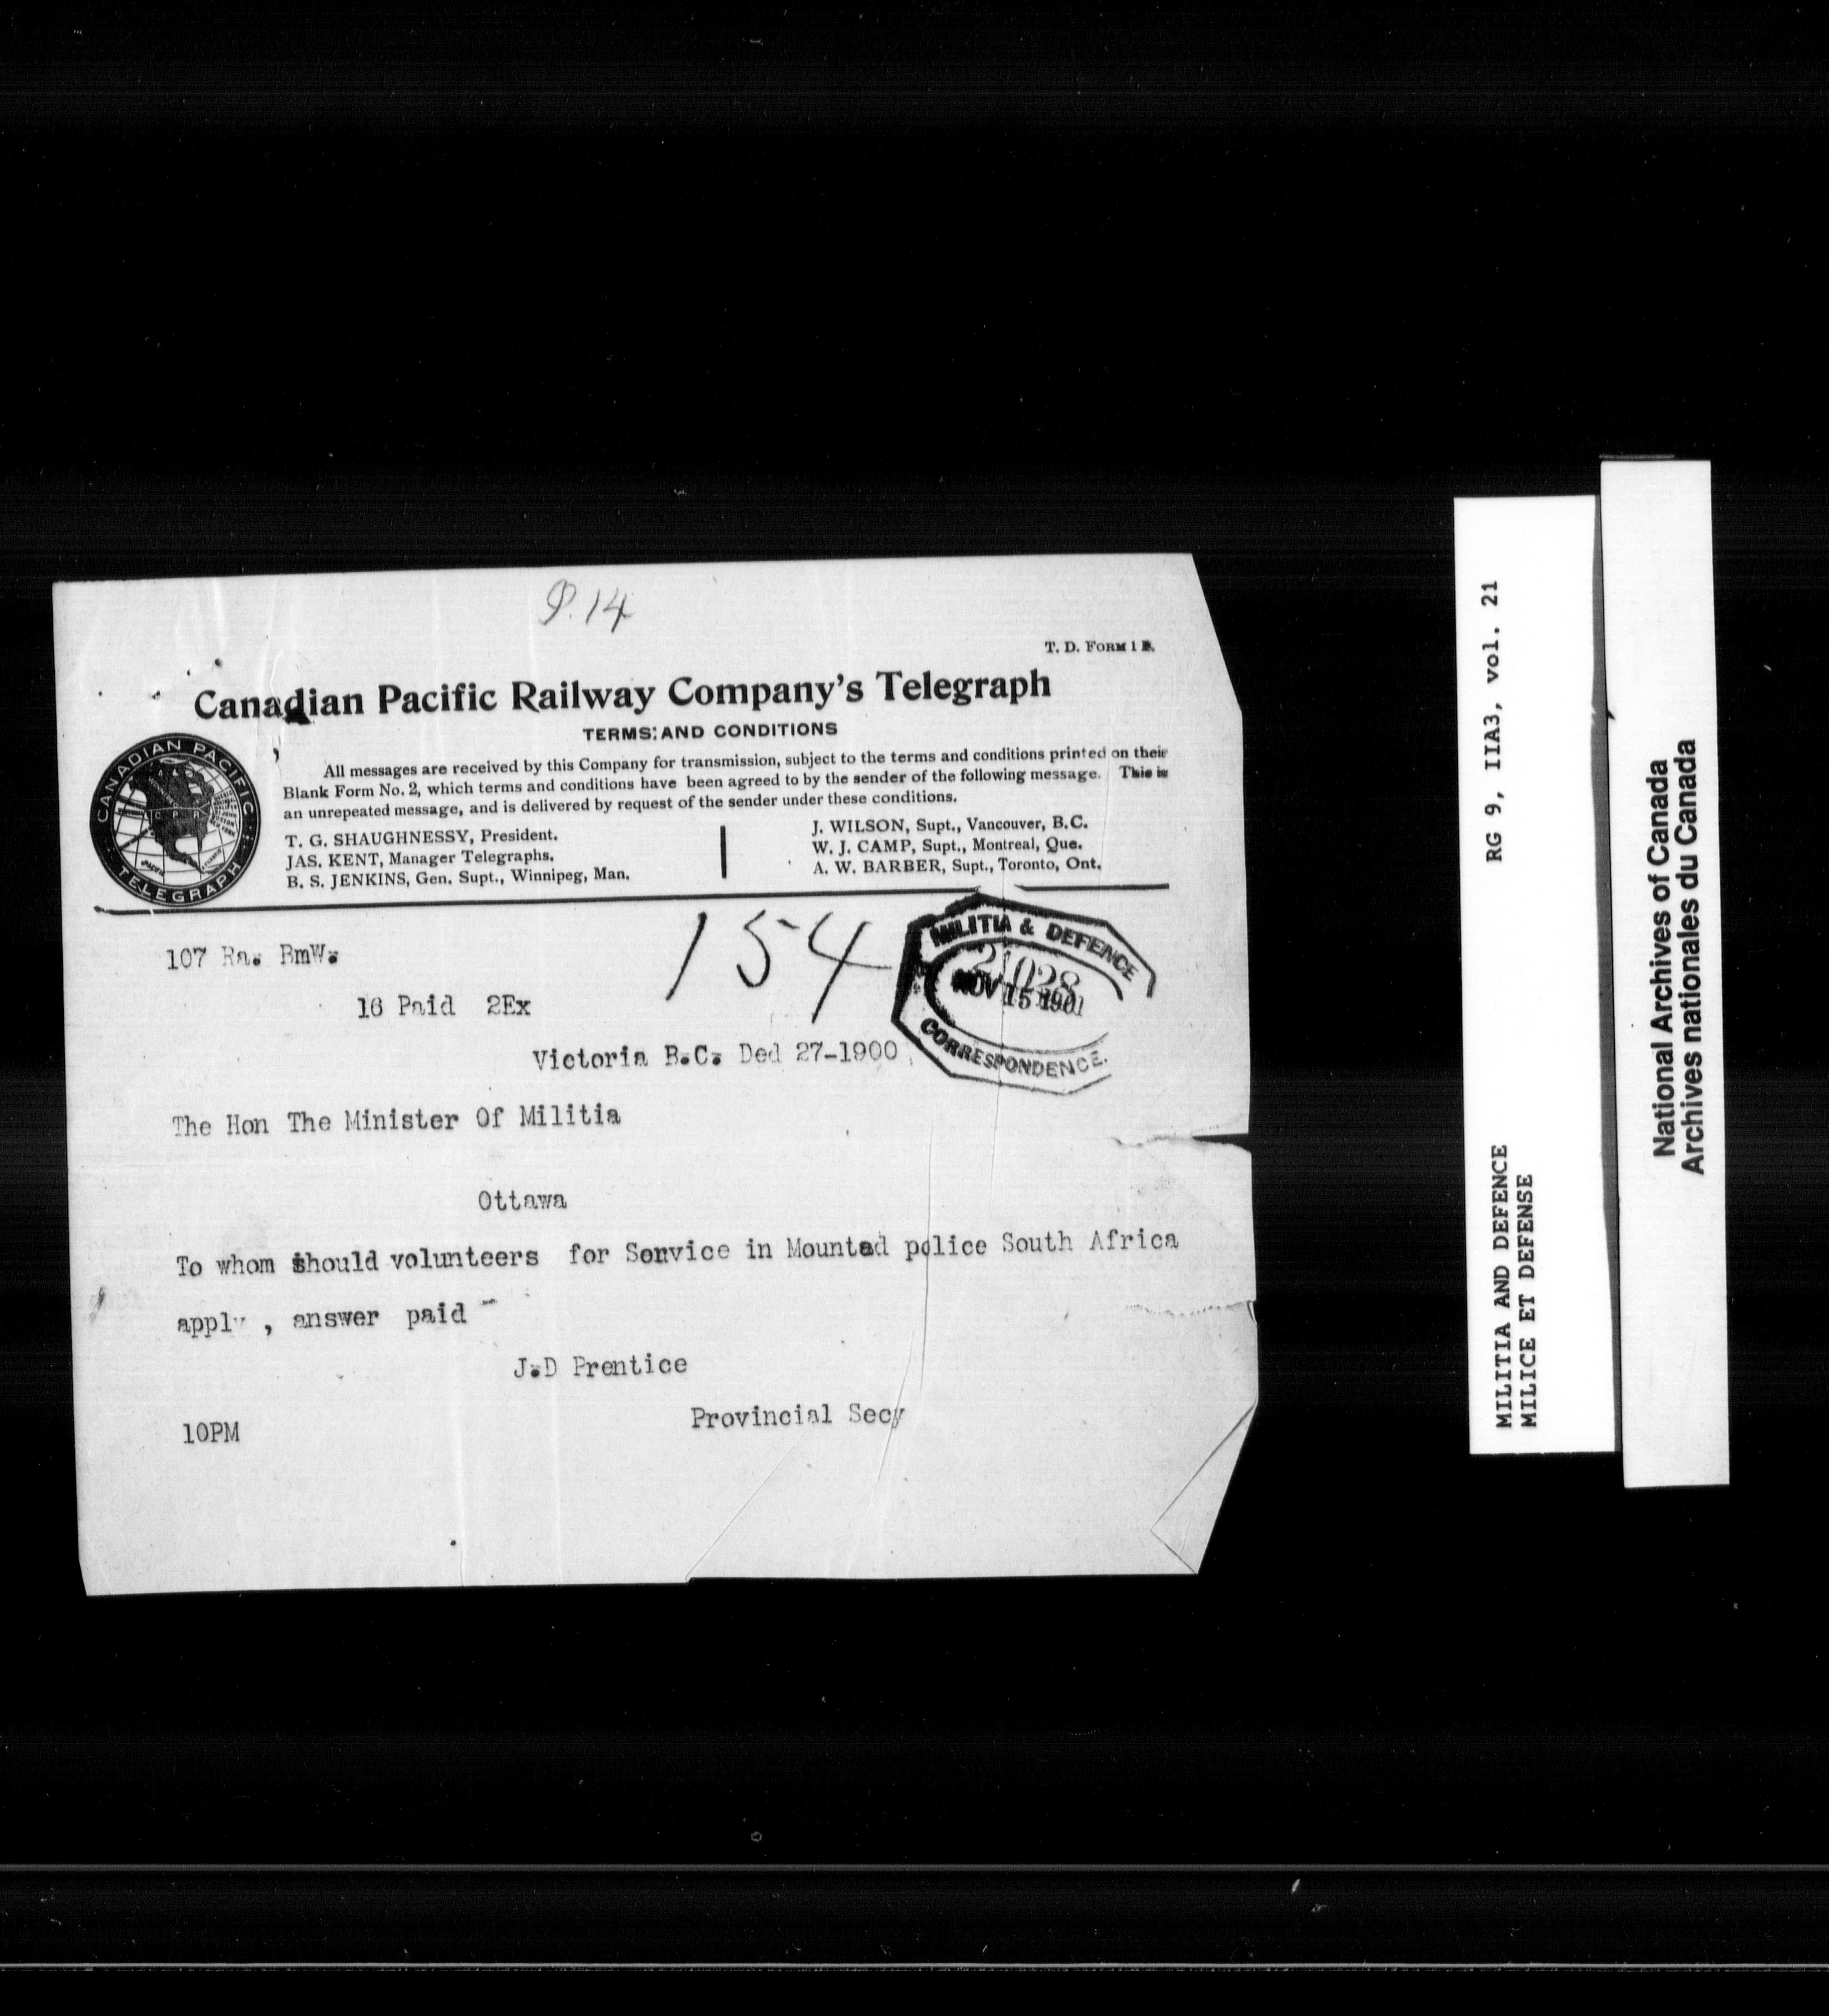 P.14
T. D. FORM 1 B.
Canadian Pacific Railway Company's Telegraph
TERMS AND CONDITIONS
All messages are received by this Company for transmission, subject to the terms and conditions printed on their
Blank Form No. 2, which terms and conditions have been agreed to by the sender of the following message. This is
an unrepeated message, and is delivered by request of the sender under these conditions.
T. G. SHAUGHNESSY, President.
JAS. KENT, Manager Telegraphs.
B. S. JENKINS, Gen. Supt., Winnipeg, Man.
J. WILSON, Supt., Vancouver, B.C.
W. J. CAMP, Supt., Montreal, Que.
A. W. BARBER, Supt., Toronto, Ont.
CANADIAN PACIFIC
C.P.R.
TELEGRAPH
107 Ra. BmW.
154
MILITIA & DEFENCE
21028
NOV 15 1901
CORRESPONDENCE.
16 Paid 2Ex
Victoria B.C. Ded 27-1900
The Hon The Minister Of Militia
Ottawa
To whom should volunteers for Service in Mounted police South Africa
apply , answer paid
J.D Prentice
Provincial Secy
10PM
MILITIA AND DEFENCE RG 9, IIA3, vol. 21
MILICE ET DEFENSE
National Archives of Canada
Archives nationales du Canada